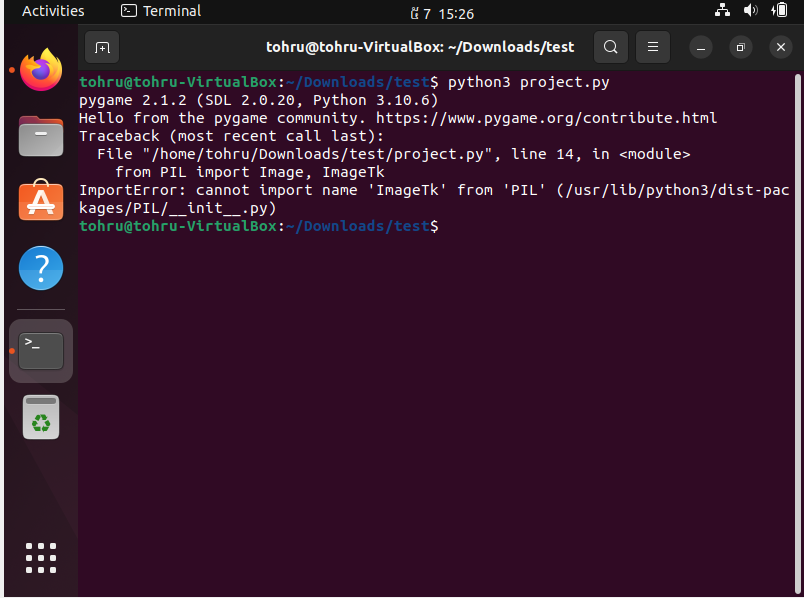 Activities
Terminal
15:26
tohru@tohru-VirtualBox: ~/Downloads/test
tohru@tohru-VirtualBox:~/Downloads/test$ python3 project.py
pygame 2.1.2 (SDL 2.0.20, Python 3.10.6)
Hello from the pygame community. https://www.pygame.org/contribute.html
Traceback (most recent call last):
  File "/home/tohru/Downloads/test/project.py", line 14, in <module>
    from PIL import Image, ImageTk
ImportError: cannot import name 'ImageTk' from 'PIL' (/usr/lib/python3/dist-pac
kages/PIL/__init__.py)
tohru@tohru-VirtualBox:~/Downloads/test$